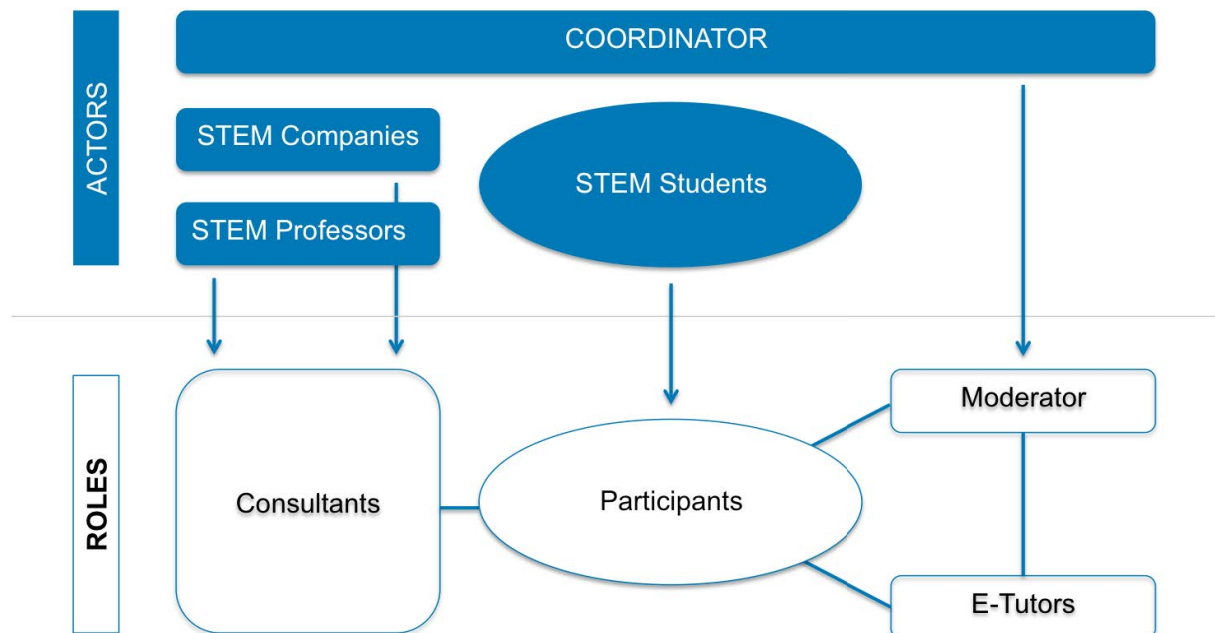 ACTORS
COORDINATOR
STEM Companies
STEM Students
STEM Professors
ROLES
Consultants
Participants
Moderator
E-Tutors